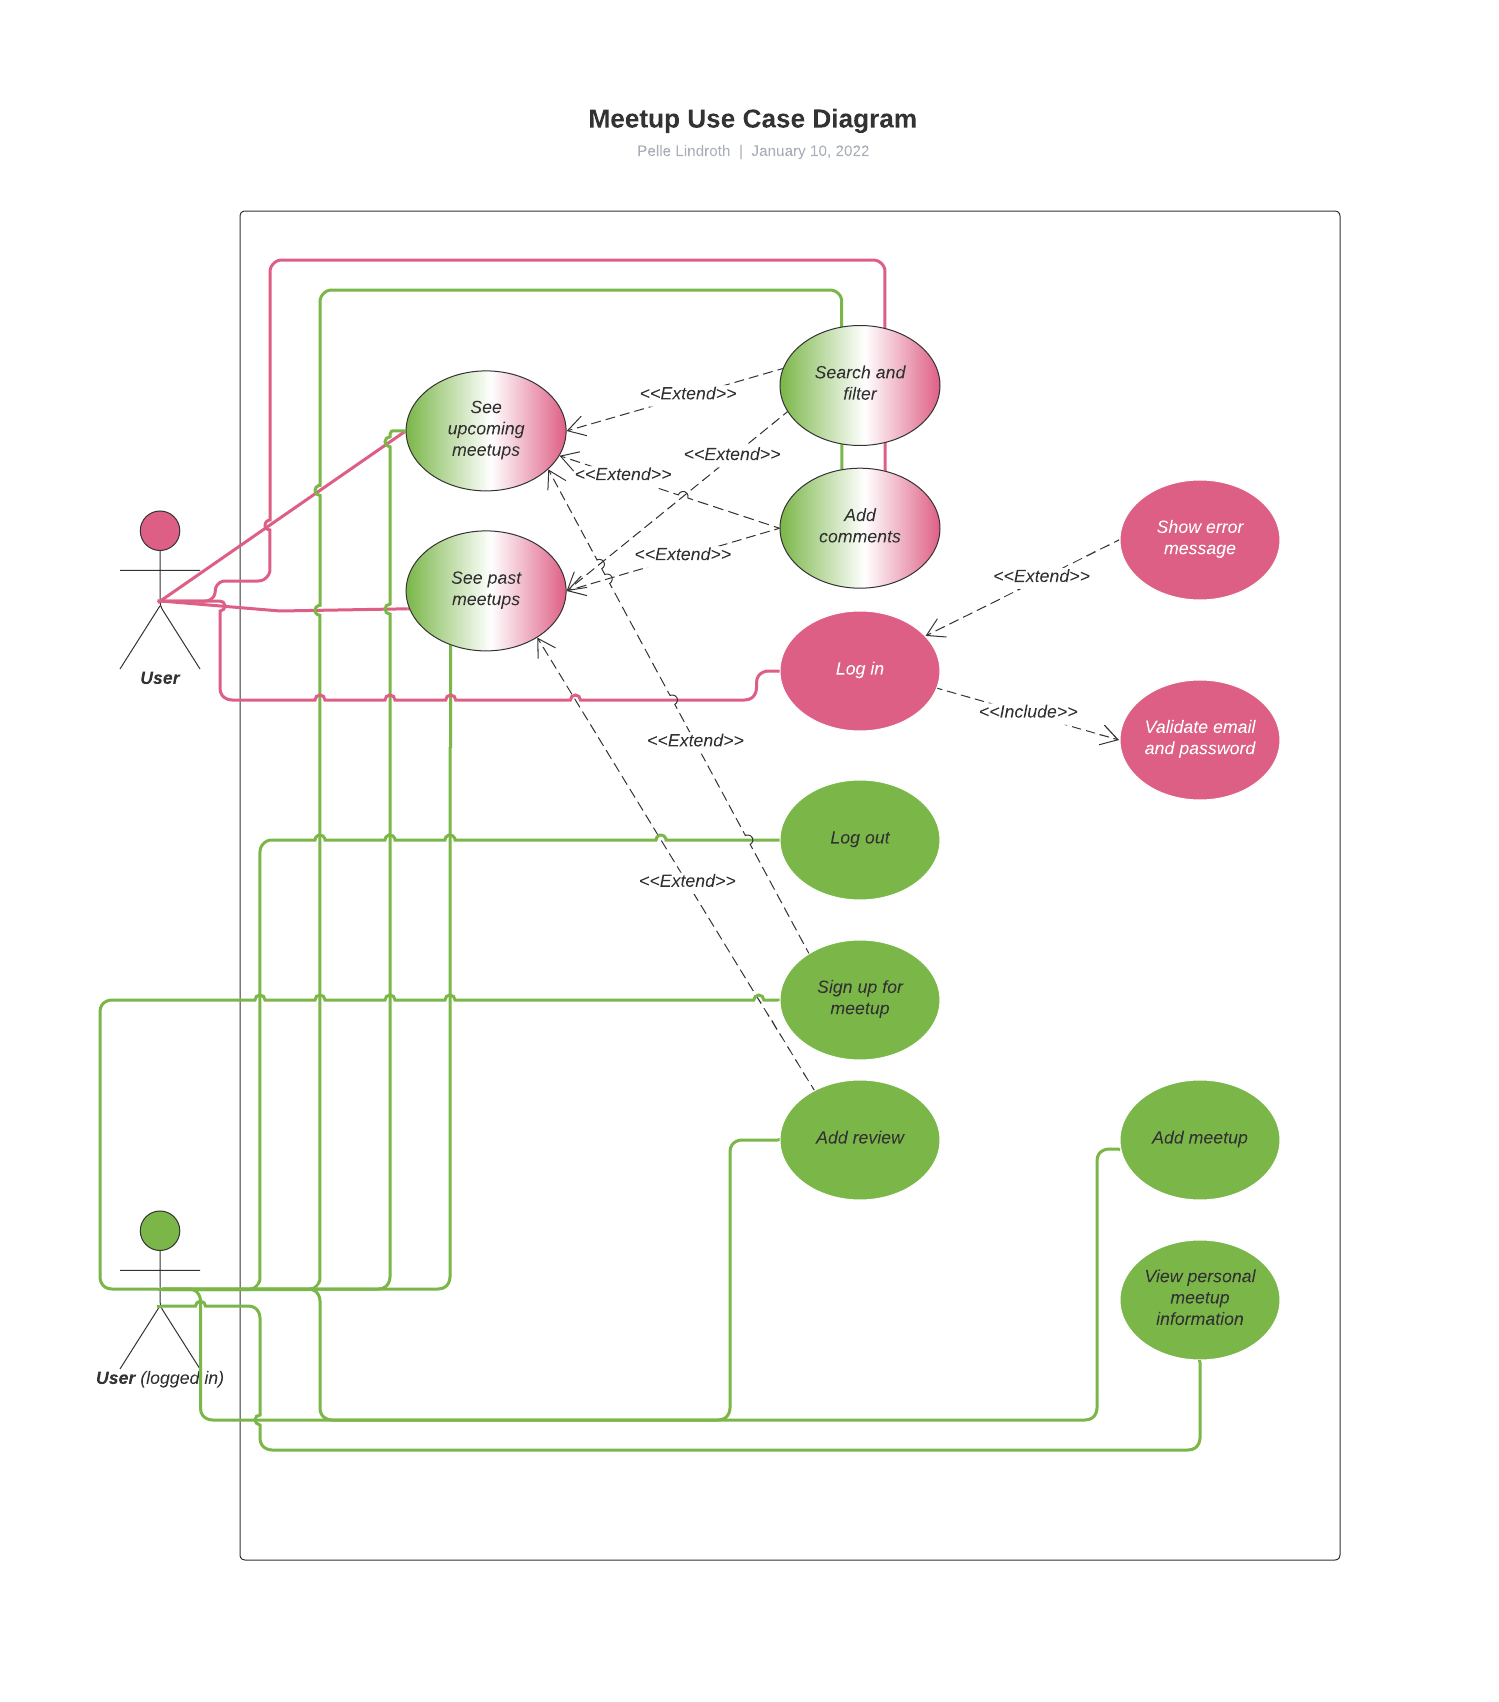 Meetup Use Case Diagram
Pelle Lindroth | January 10, 2022
Search and
filter
See
upcoming
meetups
<<Extend>>
<<Extend>>
<<Extend>>
Add
comments
Show error
message
<<Extend>>
<<Extend>>
See past
meetups
User
Log in
<<Include>>
Validate email
and password
<<Extend>>
Log out
<<Extend>>
Sign up for
meetup
Add review
Add meetup
View personal
meetup
information
User (logged in)